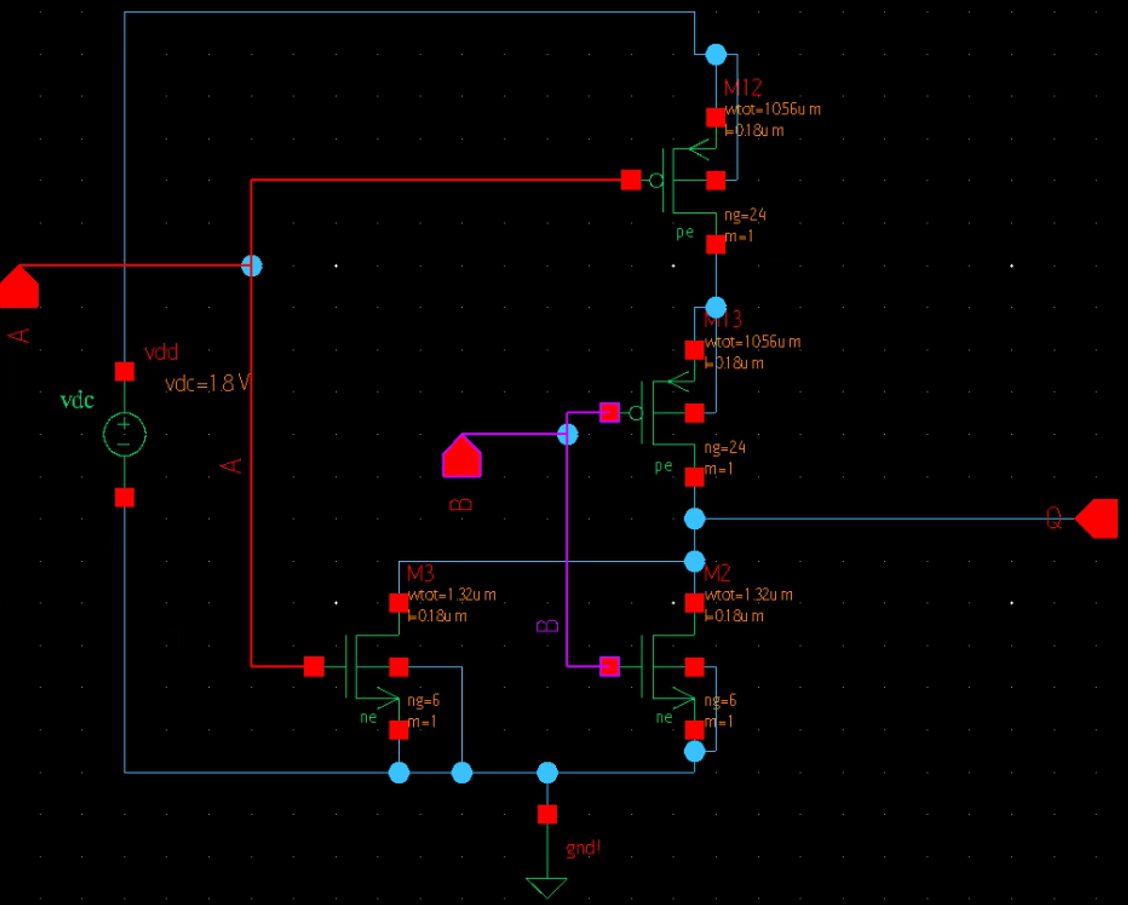 M12
wtot=10.56u m
l=0.18u m
ng=24
pe
m=1
A
M13
wtot=10.56u m
l=0.18u m
vdd
vdc=1.8 V
vdc
ng=24
A
pe
m=1
B
Q
M3
wtot=1.32u m
l=0.18u m
M2
wtot=1.32u m
l=0.18u m
B
ng=6
ne
m=1
ng=6
ne
m=1
gnd!